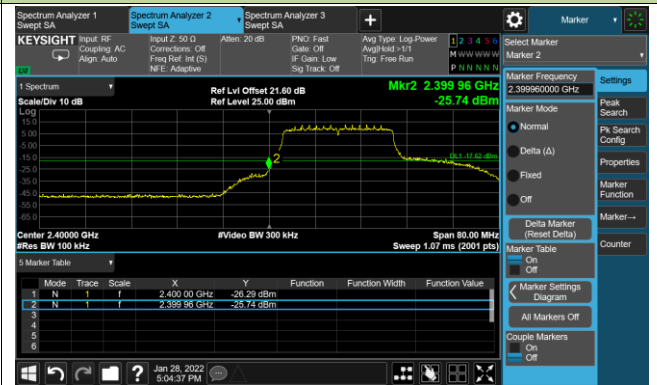 Spectrum Analyzer 1
Swept SA
Spectrum Analyzer 2
Swept SA
Spectrum Analyzer 3
Swept SA
+
Marker
KEYSIGHT
Input: RF
Coupling: AC
Align: Auto
Input Z: 50 Ω
Corrections: Off
Freq Ref: Int (S)
NFE: Adaptive
Atten: 20 dB
PNO: Fast
Gate: Off
IF Gain: Low
Sig Track: Off
Avg Type: Log-Power
Avg|Hold:>1/1
Trig: Free Run
1 2 3 4 5 6
M W W W W W
P N N N N N
Select Marker
Marker 2
1 Spectrum
Scale/Div 10 dB
Ref Lvl Offset 21.60 dB
Ref Level 25.00 dBm
Mkr2 2.399 96 GHz
-25.74 dBm
Log
15.0
5.00
-5.00
-15.0
-25.0
-35.0
-45.0
-55.0
-65.0
2
DL1 -17.62 dBm
Center 2.40000 GHz
#Res BW 100 kHz
#Video BW 300 kHz
Span 80.00 MHz
Sweep 1.07 ms (2001 pts)
5 Marker Table
Mode Trace Scale X Y Function Function Width Function Value
1 N 1 f 2.400 00 GHz -26.29 dBm
2 N 1 f 2.399 96 GHz -25.74 dBm
3
4
5
6
Marker Frequency
2.399960000 GHz
Marker Mode
Normal
Delta (Δ)
Fixed
Off
Delta Marker
(Reset Delta)
Marker Table
On
Off
Marker Settings
Diagram
All Markers Off
Couple Markers
On
Off
Settings
Peak
Search
Pk Search
Config
Properties
Marker
Function
Marker→
Counter
?
Jan 28, 2022
5:04:37 PM